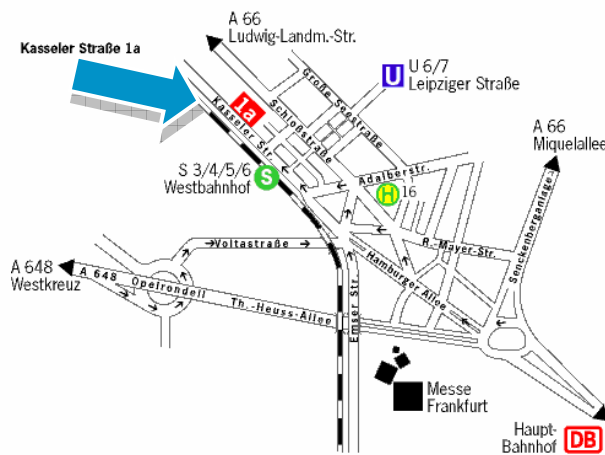 A 66
Ludwig-Landm.-Str.
Kasseler Straße 1a
U U 6/7
Leipziger Straße
Große Seestraße
1a
Schloßstraße
Kasseler Str.
A 66
Miquelallee
S 3/4/5/6
Westbahnhof
S
Adalberstr.
H 16
Senckenberganlage
Voltastraße
R.-Mayer-Str.
Hamburger Allee
A 648
Westkreuz
A 648 Opelrondell
Th.-Heuss-Allee
Emser Str
Messe
Frankfurt
Haupt-
Bahnhof
DB